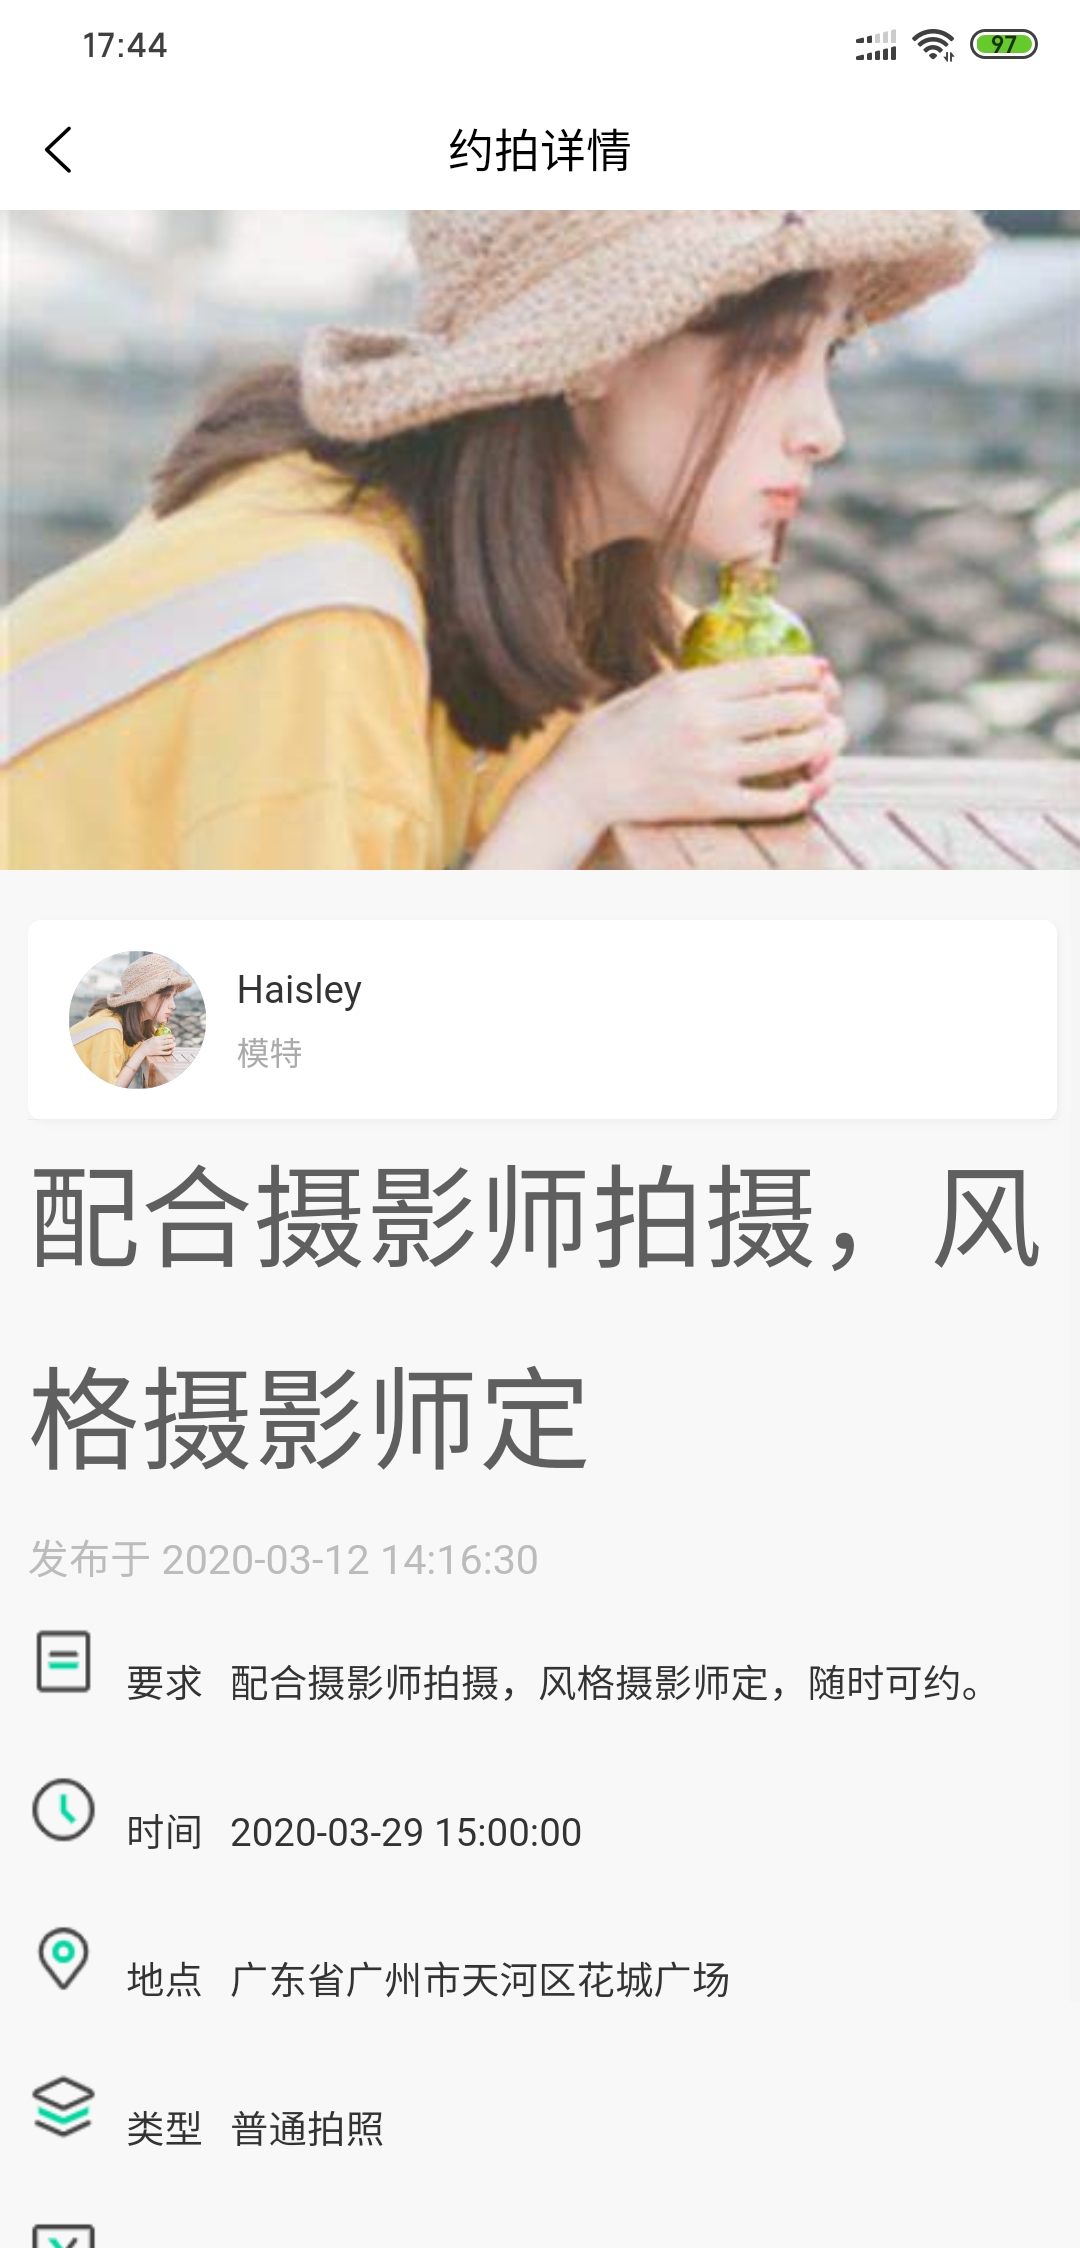 17:44
97
约拍详情
Haisley
模特
配合摄影师拍摄，风
格摄影师定
发布于 2020-03-12 14:16:30
要求 配合摄影师拍摄，风格摄影师定，随时可约。
时间 2020-03-29 15:00:00
地点 广东省广州市天河区花城广场
类型 普通拍照